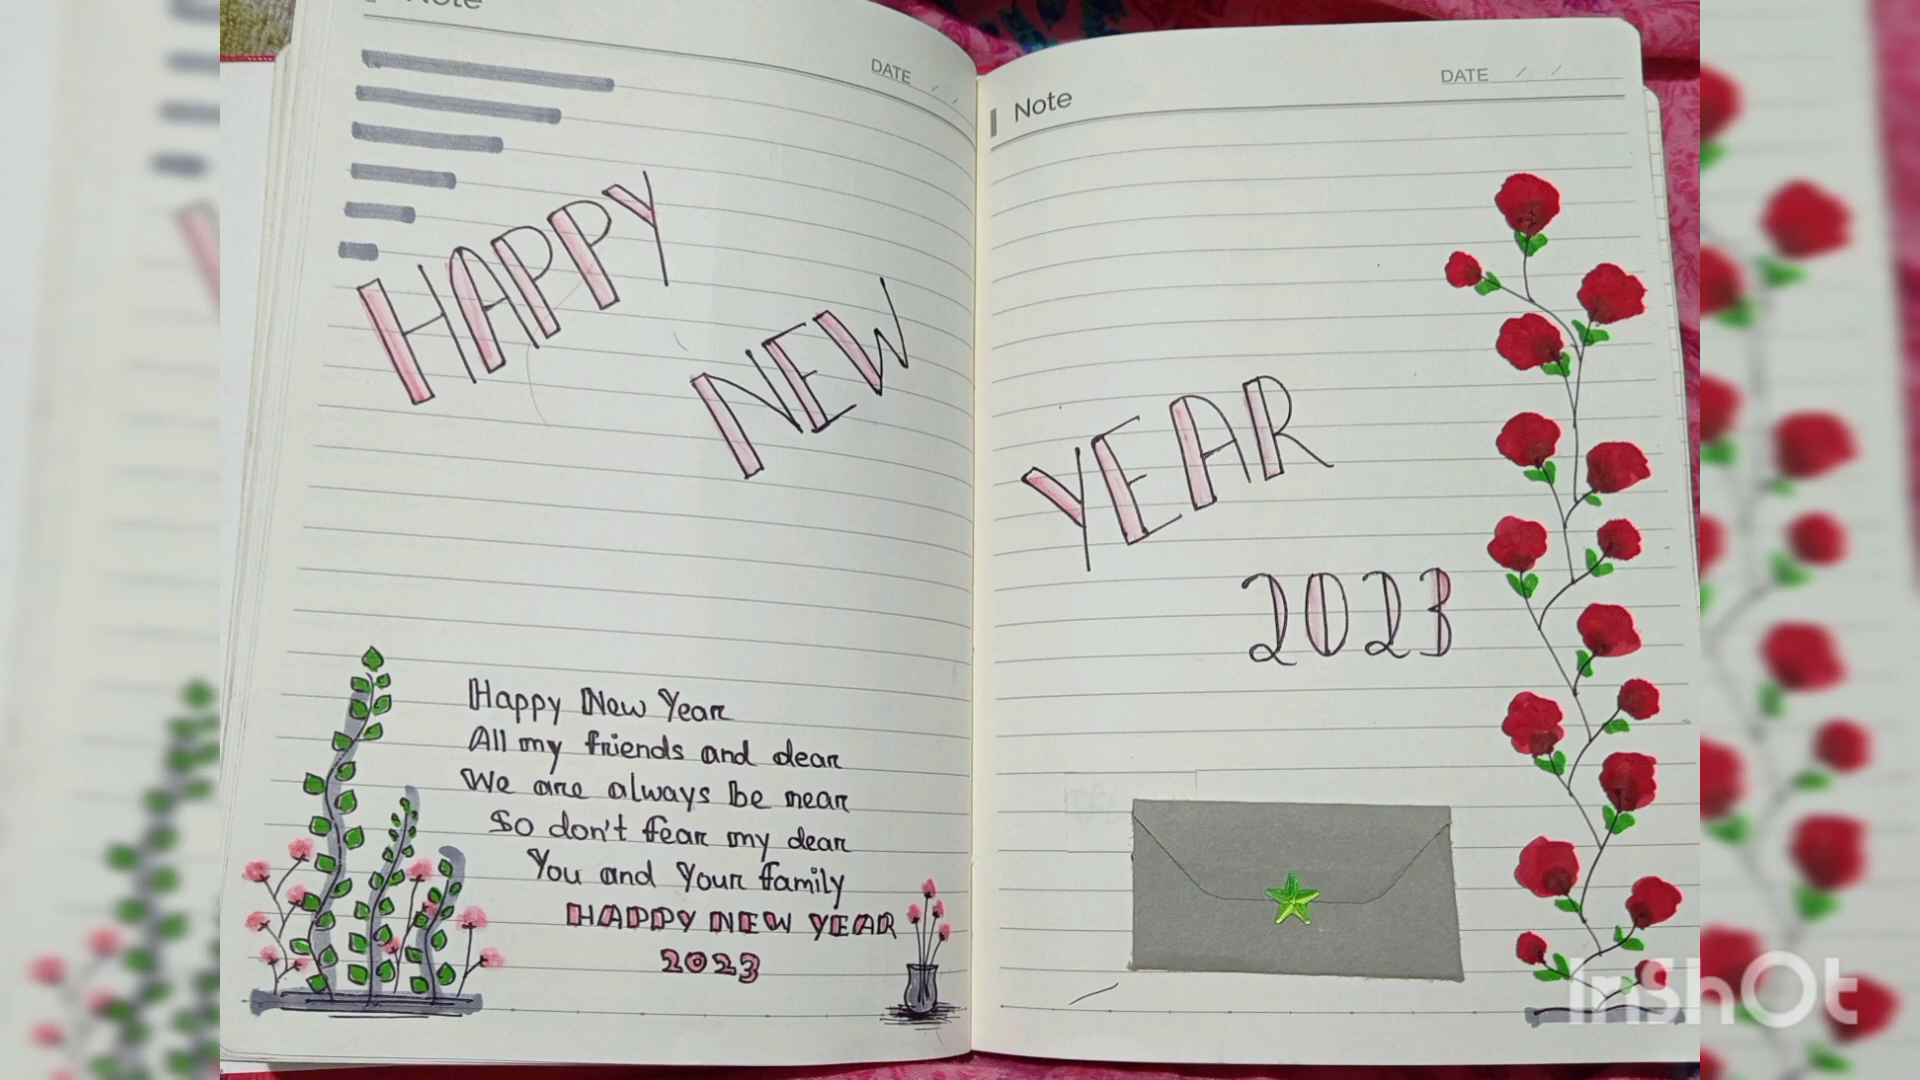 Note
DATE / /
HAPPY
NEW
Happy New Year
All my friends and dear
We are always be near
So don't fear my dear
You and Your family
HAPPY NEW YEAR
2023
Note
DATE / /
YEAR
2023
InShOt